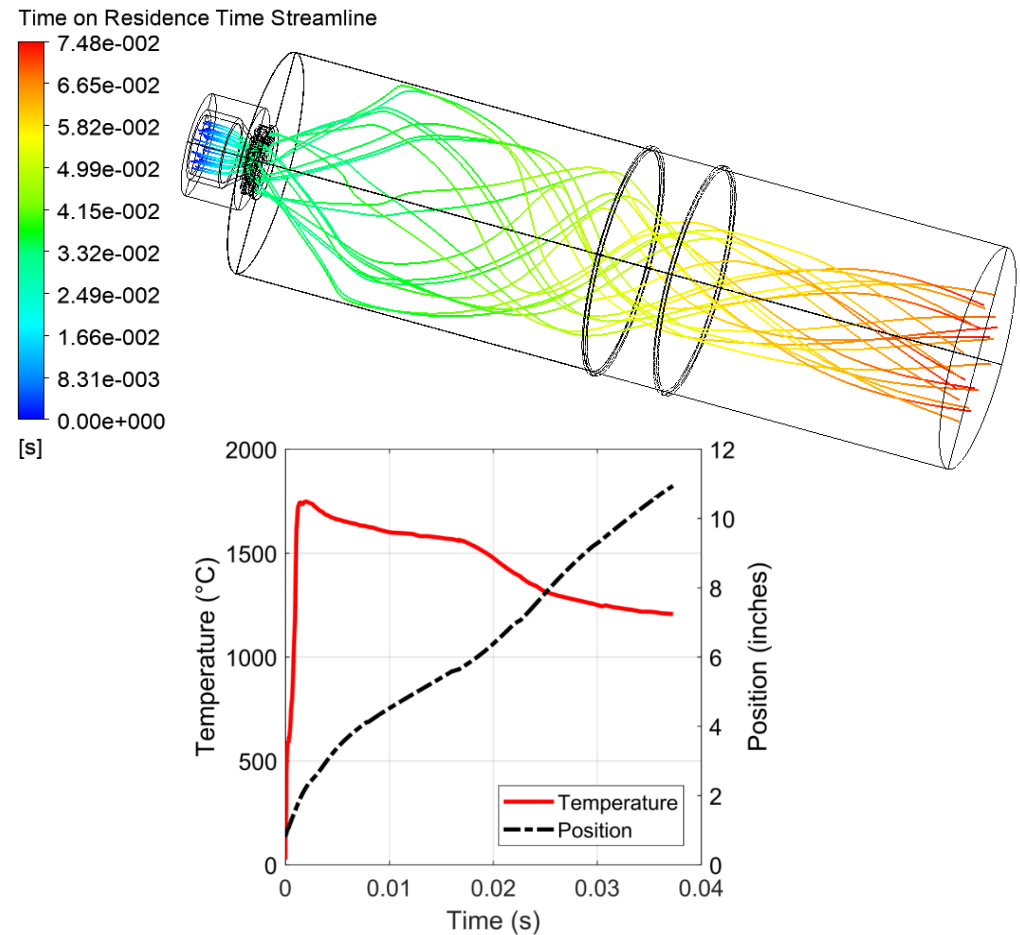 Time on Residence Time Streamline
7.48e-002
6.65e-002
5.82e-002
4.99e-002
4.15e-002
3.32e-002
2.49e-002
1.66e-002
8.31e-003
0.00e+000
[s]
2000
1500
1000
500
0
Temperature (°C)
12
10
8
6
4
2
0
Position (inches)
Temperature
Position
0
0.01
0.02
0.03
0.04
Time (s)